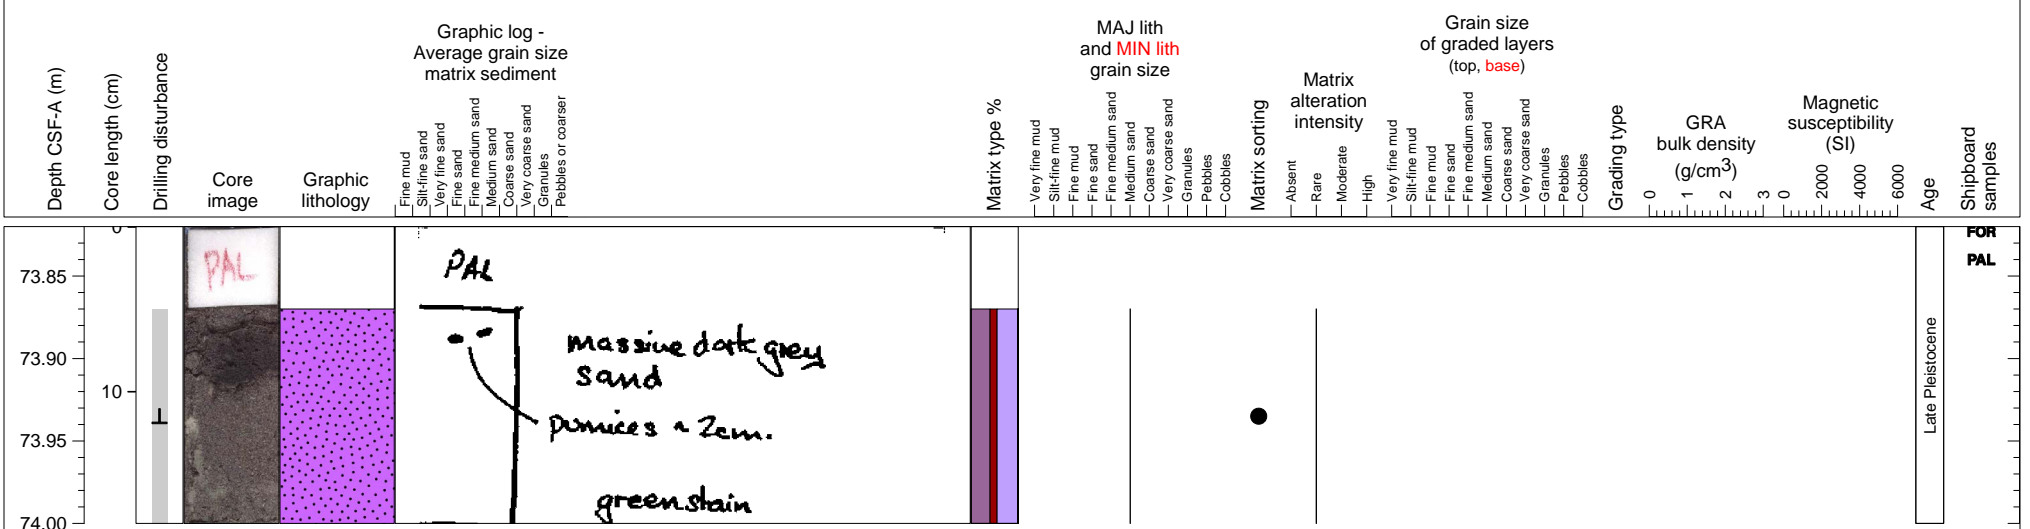 Depth CSF-A (m)
Core length (cm)
Drilling disturbance
Core
image
Graphic
lithology
Graphic log -
Average grain size
matrix sediment
Fine mud
Silt-fine sand
Very fine sand
Fine sand
Fine medium sand
Medium sand
Coarse sand
Very coarse sand
Granules
Pebbles or coarser
Matrix type %
MAJ lith
and MIN lith
grain size
Very fine mud
Silt-fine mud
Fine mud
Fine sand
Fine medium sand
Medium sand
Coarse sand
Very coarse sand
Granules
Pebbles
Cobbles
Matrix sorting
Matrix
alteration
intensity
Absent
Rare
Moderate
High
Grain size
of graded layers
(top, base)
Very fine mud
Silt-fine mud
Fine mud
Fine sand
Fine medium sand
Medium sand
Coarse sand
Very coarse sand
Granules
Pebbles
Cobbles
Grading type
GRA
bulk density
(g/cm3)
0 1 2 3
Magnetic
susceptibility
(SI)
0 2000 4000 6000
Age
Shipboard
samples
0
73.85
73.90
10
73.95
74.00
PAL
PAL
massive dark grey
sand
pumices ~ 2cm.
green stain
Late Pleistocene
FOR
PAL